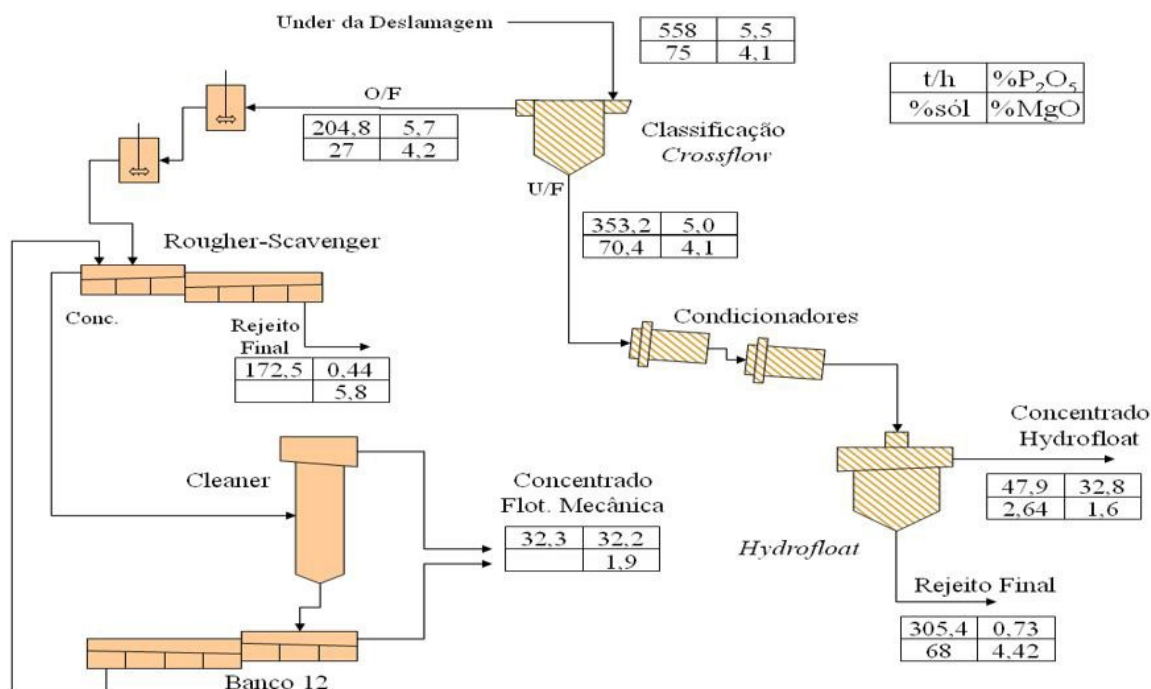 Under da Deslamagem
558 5,5
75 4,1
t/h %P₂O₅
%sól %MgO
O/F
204,8 5,7
27 4,2
Classificação
Crossflow
U/F
353,2 5,0
70,4 4,1
Rougher-Scavenger
Conc.
Rejeito
Final
172,5 0,44
5,8
Condicionadores
Concentrado
Hydrofloat
47,9 32,8
2,64 1,6
Hydrofloat
Rejeito Final
305,4 0,73
68 4,42
Cleaner
Concentrado
Flot. Mecânica
32,3 32,2
1,9
Banco 12